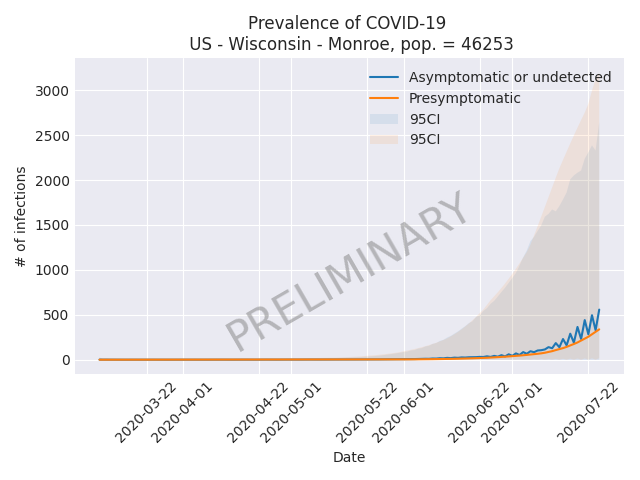 Prevalence of COVID-19
US - Wisconsin - Monroe, pop. = 46253
Asymptomatic or undetected
Presymptomatic
95CI
95CI
3000
2500
2000
1500
1000
500
0
# of infections
PRELIMINARY
2020-03-22
2020-04-01
2020-04-22
2020-05-01
2020-05-22
2020-06-01
2020-06-22
2020-07-01
2020-07-22
Date